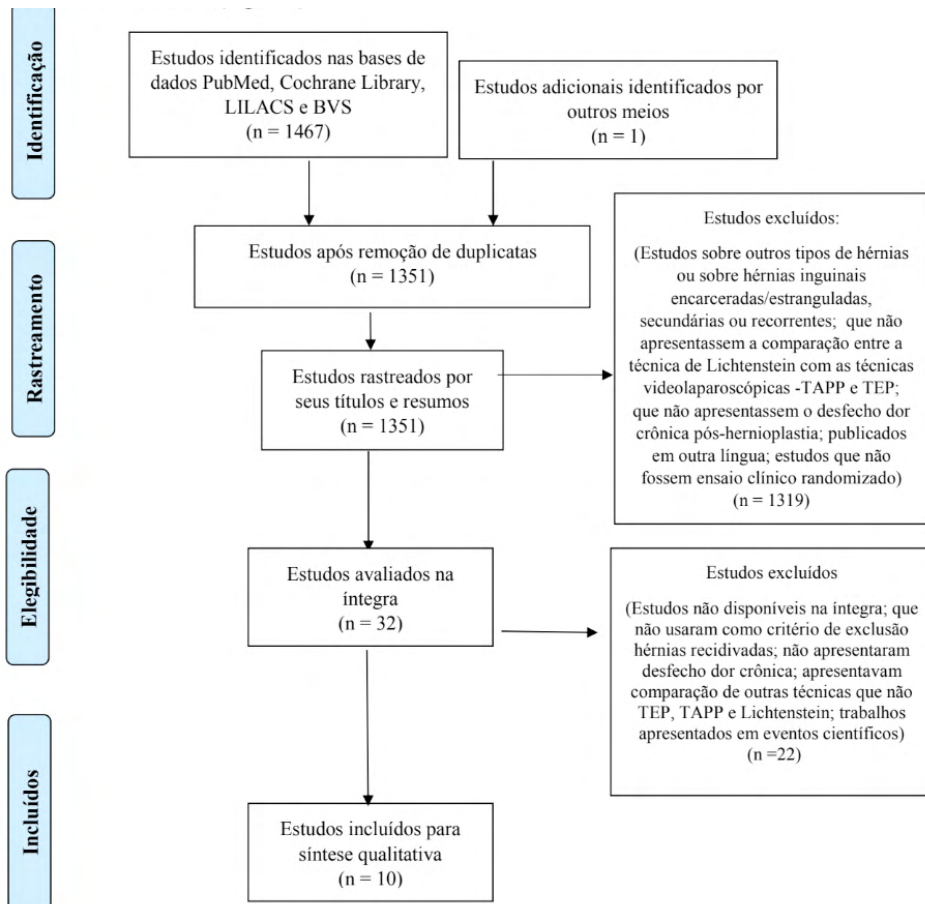 Identificação
Estudos identificados nas bases de
dados PubMed, Cochrane Library,
LILACS e BVS
(n = 1467)
Estudos adicionais identificados por
outros meios
(n = 1)
Rastreamento
Estudos após remoção de duplicatas
(n = 1351)
Estudos rastreados por
seus títulos e resumos
(n = 1351)
Estudos excluídos:
(Estudos sobre outros tipos de hérnias
ou sobre hérnias inguinais
encarceradas/estranguladas,
secundárias ou recorrentes; que não
apresentassem a comparação entre a
técnica de Lichtenstein com as técnicas
videolaparoscópicas -TAPP e TEP;
que não apresentassem o desfecho dor
crônica pós-hernioplastia; publicados
em outra língua; estudos que não
fossem ensaio clínico randomizado)
(n = 1319)
Elegibilidade
Estudos avaliados na
íntegra
(n = 32)
Estudos excluídos
(Estudos não disponíveis na íntegra; que
não usaram como critério de exclusão
hérnias recidivadas; não apresentaram
desfecho dor crônica; apresentavam
comparação de outras técnicas que não
TEP, TAPP e Lichtenstein; trabalhos
apresentados em eventos científicos)
(n =22)
Incluídos
Estudos incluídos para
síntese qualitativa
(n = 10)